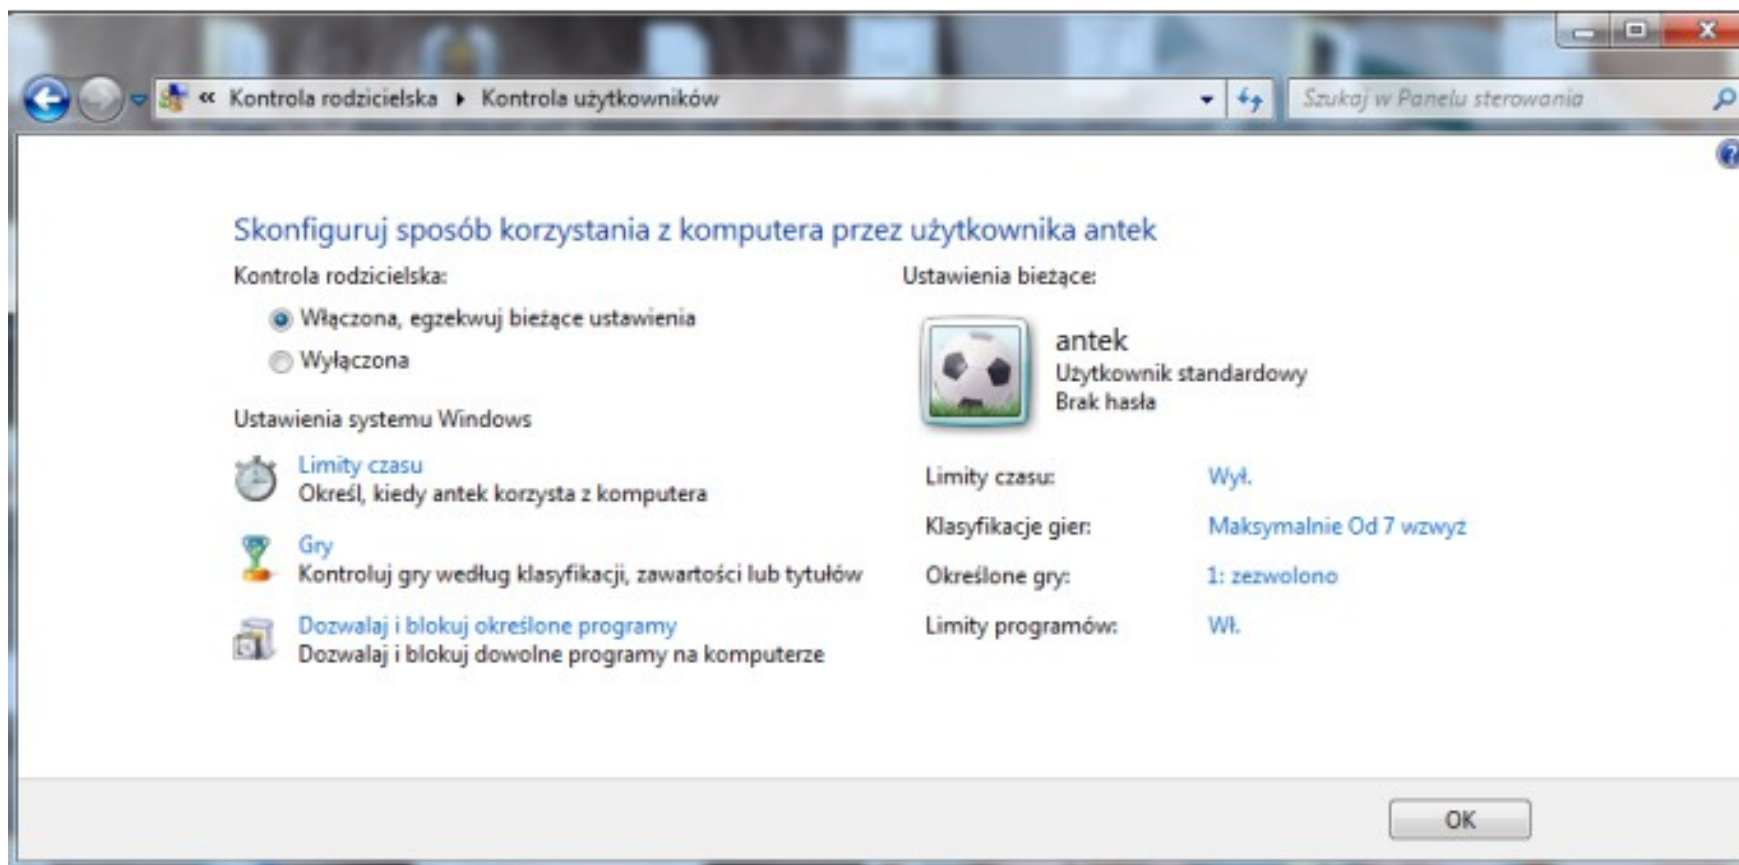 « Kontrola rodzicielska ▸ Kontrola użytkowników
Szukaj w Panelu sterowania
Skonfiguruj sposób korzystania z komputera przez użytkownika antek
Kontrola rodzicielska:
Włączona, egzekwuj bieżące ustawienia
Wyłączona
Ustawienia systemu Windows
Limity czasu
Określ, kiedy antek korzysta z komputera
Gry
Kontroluj gry według klasyfikacji, zawartości lub tytułów
Dozwalaj i blokuj określone programy
Dozwalaj i blokuj dowolne programy na komputerze
Ustawienia bieżące:
antek
Użytkownik standardowy
Brak hasła
Limity czasu: Wył.
Klasyfikacje gier: Maksymalnie Od 7 wzwyż
Określone gry: 1: zezwolono
Limity programów: Wł.
OK